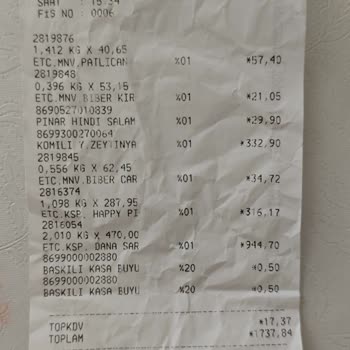 SAAT : 15:34
FİS NO : 0006
2819876
1,412 KG X 40,65
ETC.MNV.PATLICAN %01 *57,40
2819848
0,396 KG X 53,15
ETC.MNV.BIBER KIR %01 *21,05
8690527010839
PINAR HINDI SALAM %01 *29,90
8699300270064
KOMILI Y.ZEYTINYA %01 *332,90
2819845
0,556 KG X 62,45
ETC.MNV.BIBER CAR %01 *34,72
2816374
1,098 KG X 287,95
ETC.KSP. HAPPY PI %01 *316,17
2816054
2,010 KG X 470,00
ETC.KSP. DANA SAR %01 *944,70
8699000002880
BASKILI KASA BUYU %20 *0,50
8699000002880
BASKILI KASA BUYU %20 *0,50
TOPKDV *17,37
TOPLAM *1737,84